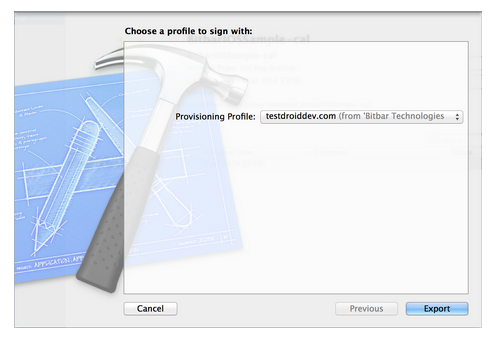 Choose a profile to sign with:
Provisioning Profile: testdroiddev.com (from 'Bitbar Technologies
Cancel
Previous
Export